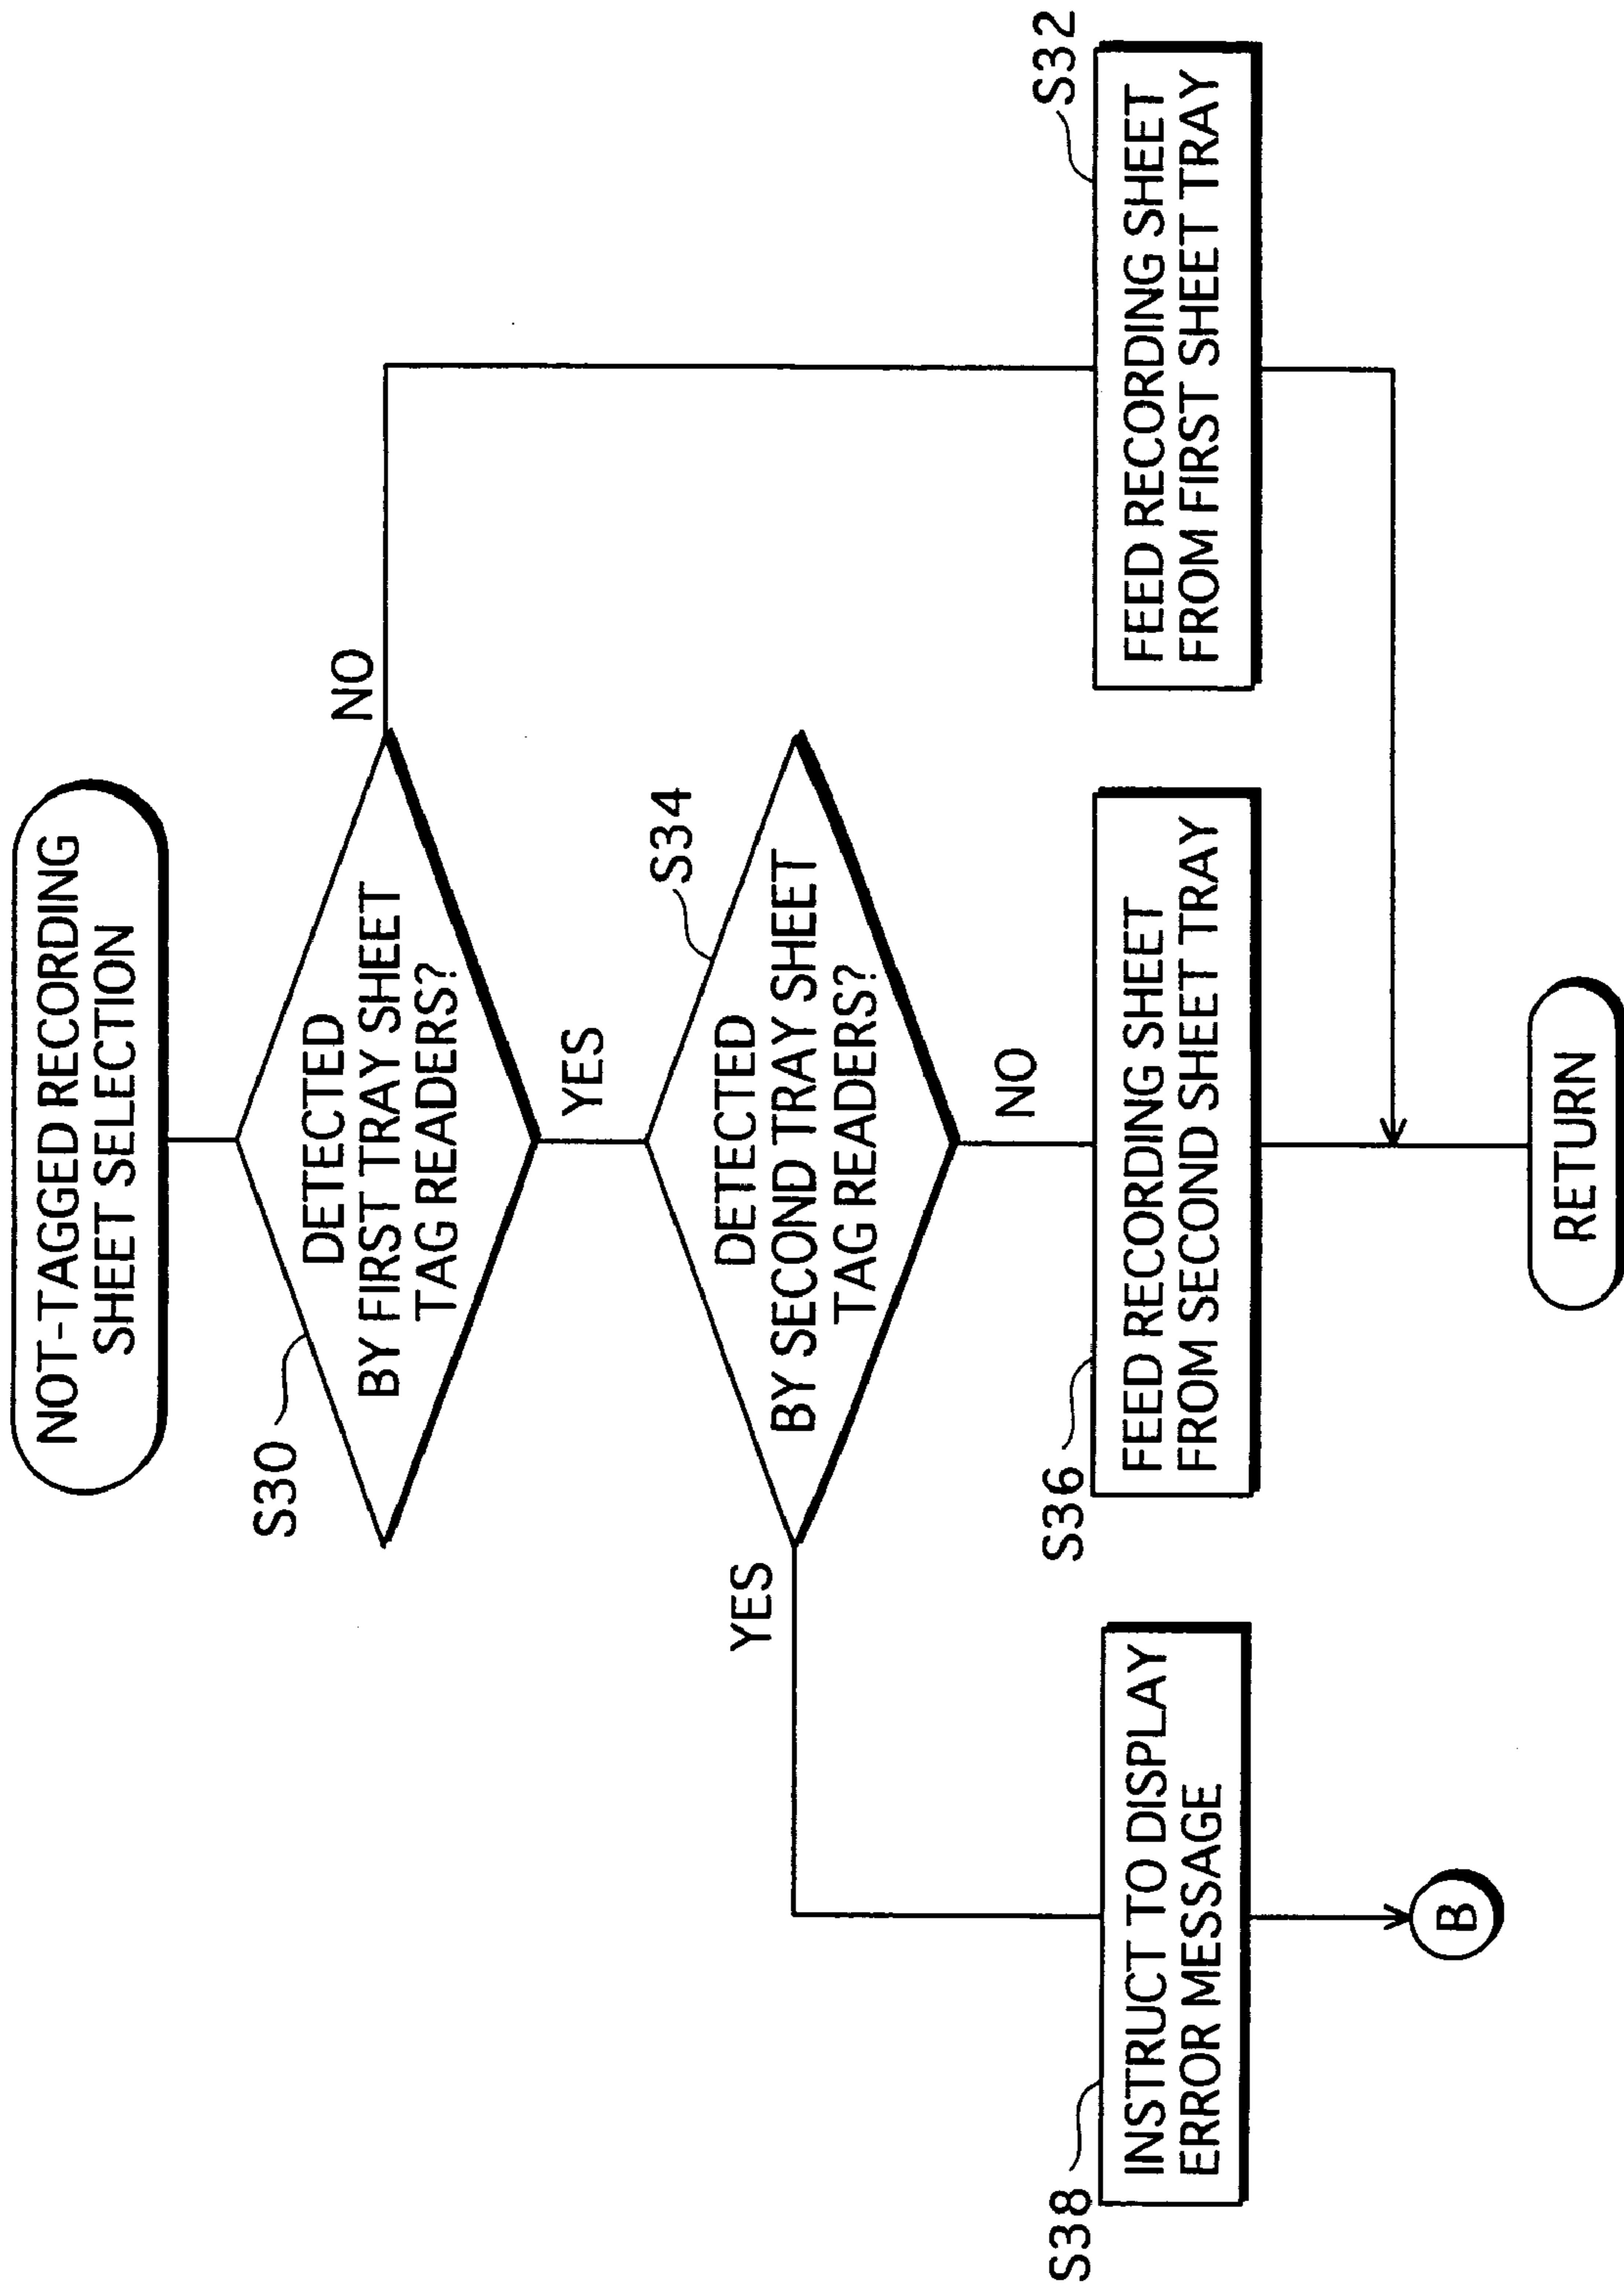 NOT-TAGGED RECORDING
SHEET SELECTION
S30
DETECTED
BY FIRST TRAY SHEET
TAG READERS?
NO
YES
S34
DETECTED
BY SECOND TRAY SHEET
TAG READERS?
YES
NO
S38
INSTRUCT TO DISPLAY
ERROR MESSAGE
S36
FEED RECORDING SHEET
FROM SECOND SHEET TRAY
S32
FEED RECORDING SHEET
FROM FIRST SHEET TRAY
B
RETURN